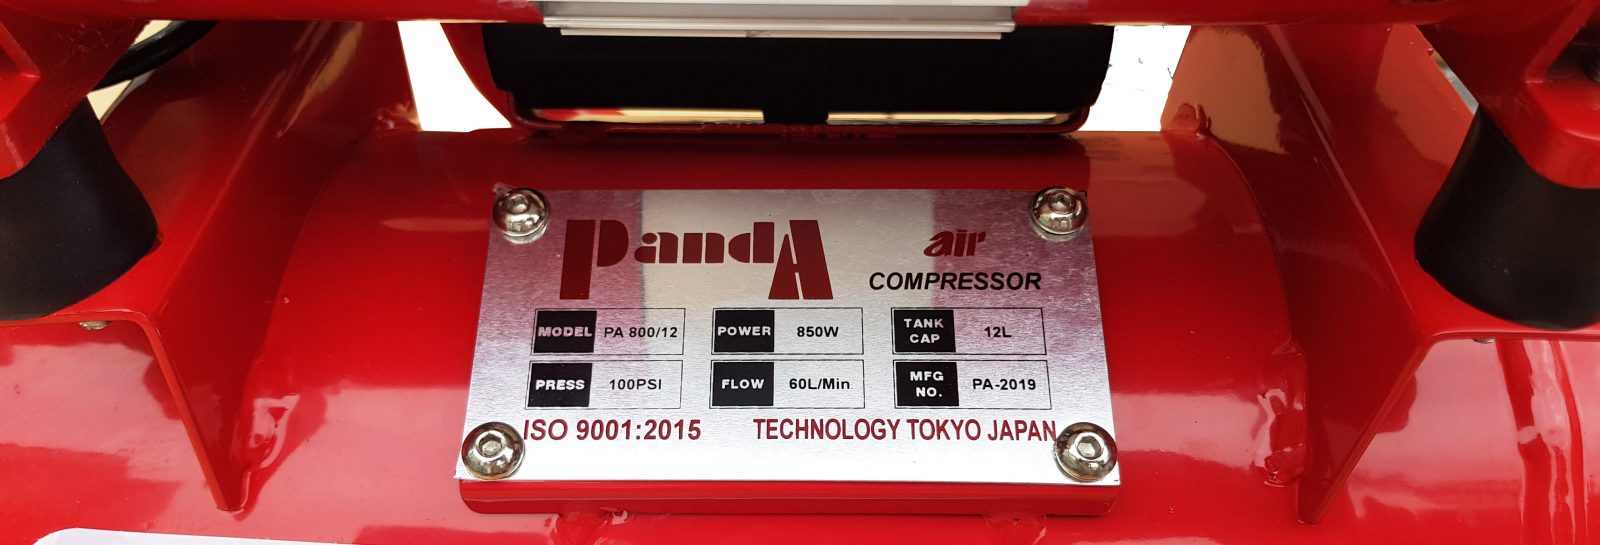 PandA air
COMPRESSOR
MODEL PA 800/12 POWER 850W TANK CAP 12L
PRESS 100PSI FLOW 60L/Min MFG NO. PA-2019
ISO 9001:2015 TECHNOLOGY TOKYO JAPAN